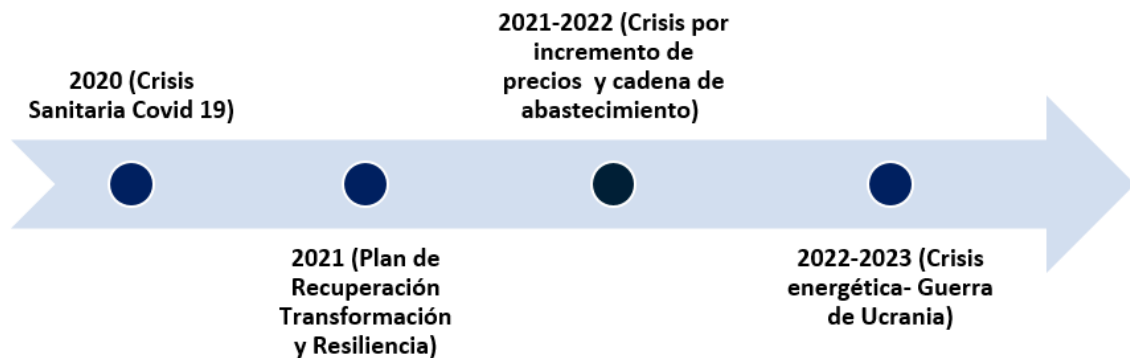 2020 (Crisis
Sanitaria Covid 19)
2021 (Plan de
Recuperación
Transformación
y Resiliencia)
2021-2022 (Crisis por
incremento de
precios  y cadena de
abastecimiento)
2022-2023 (Crisis
energética- Guerra
de Ucrania)